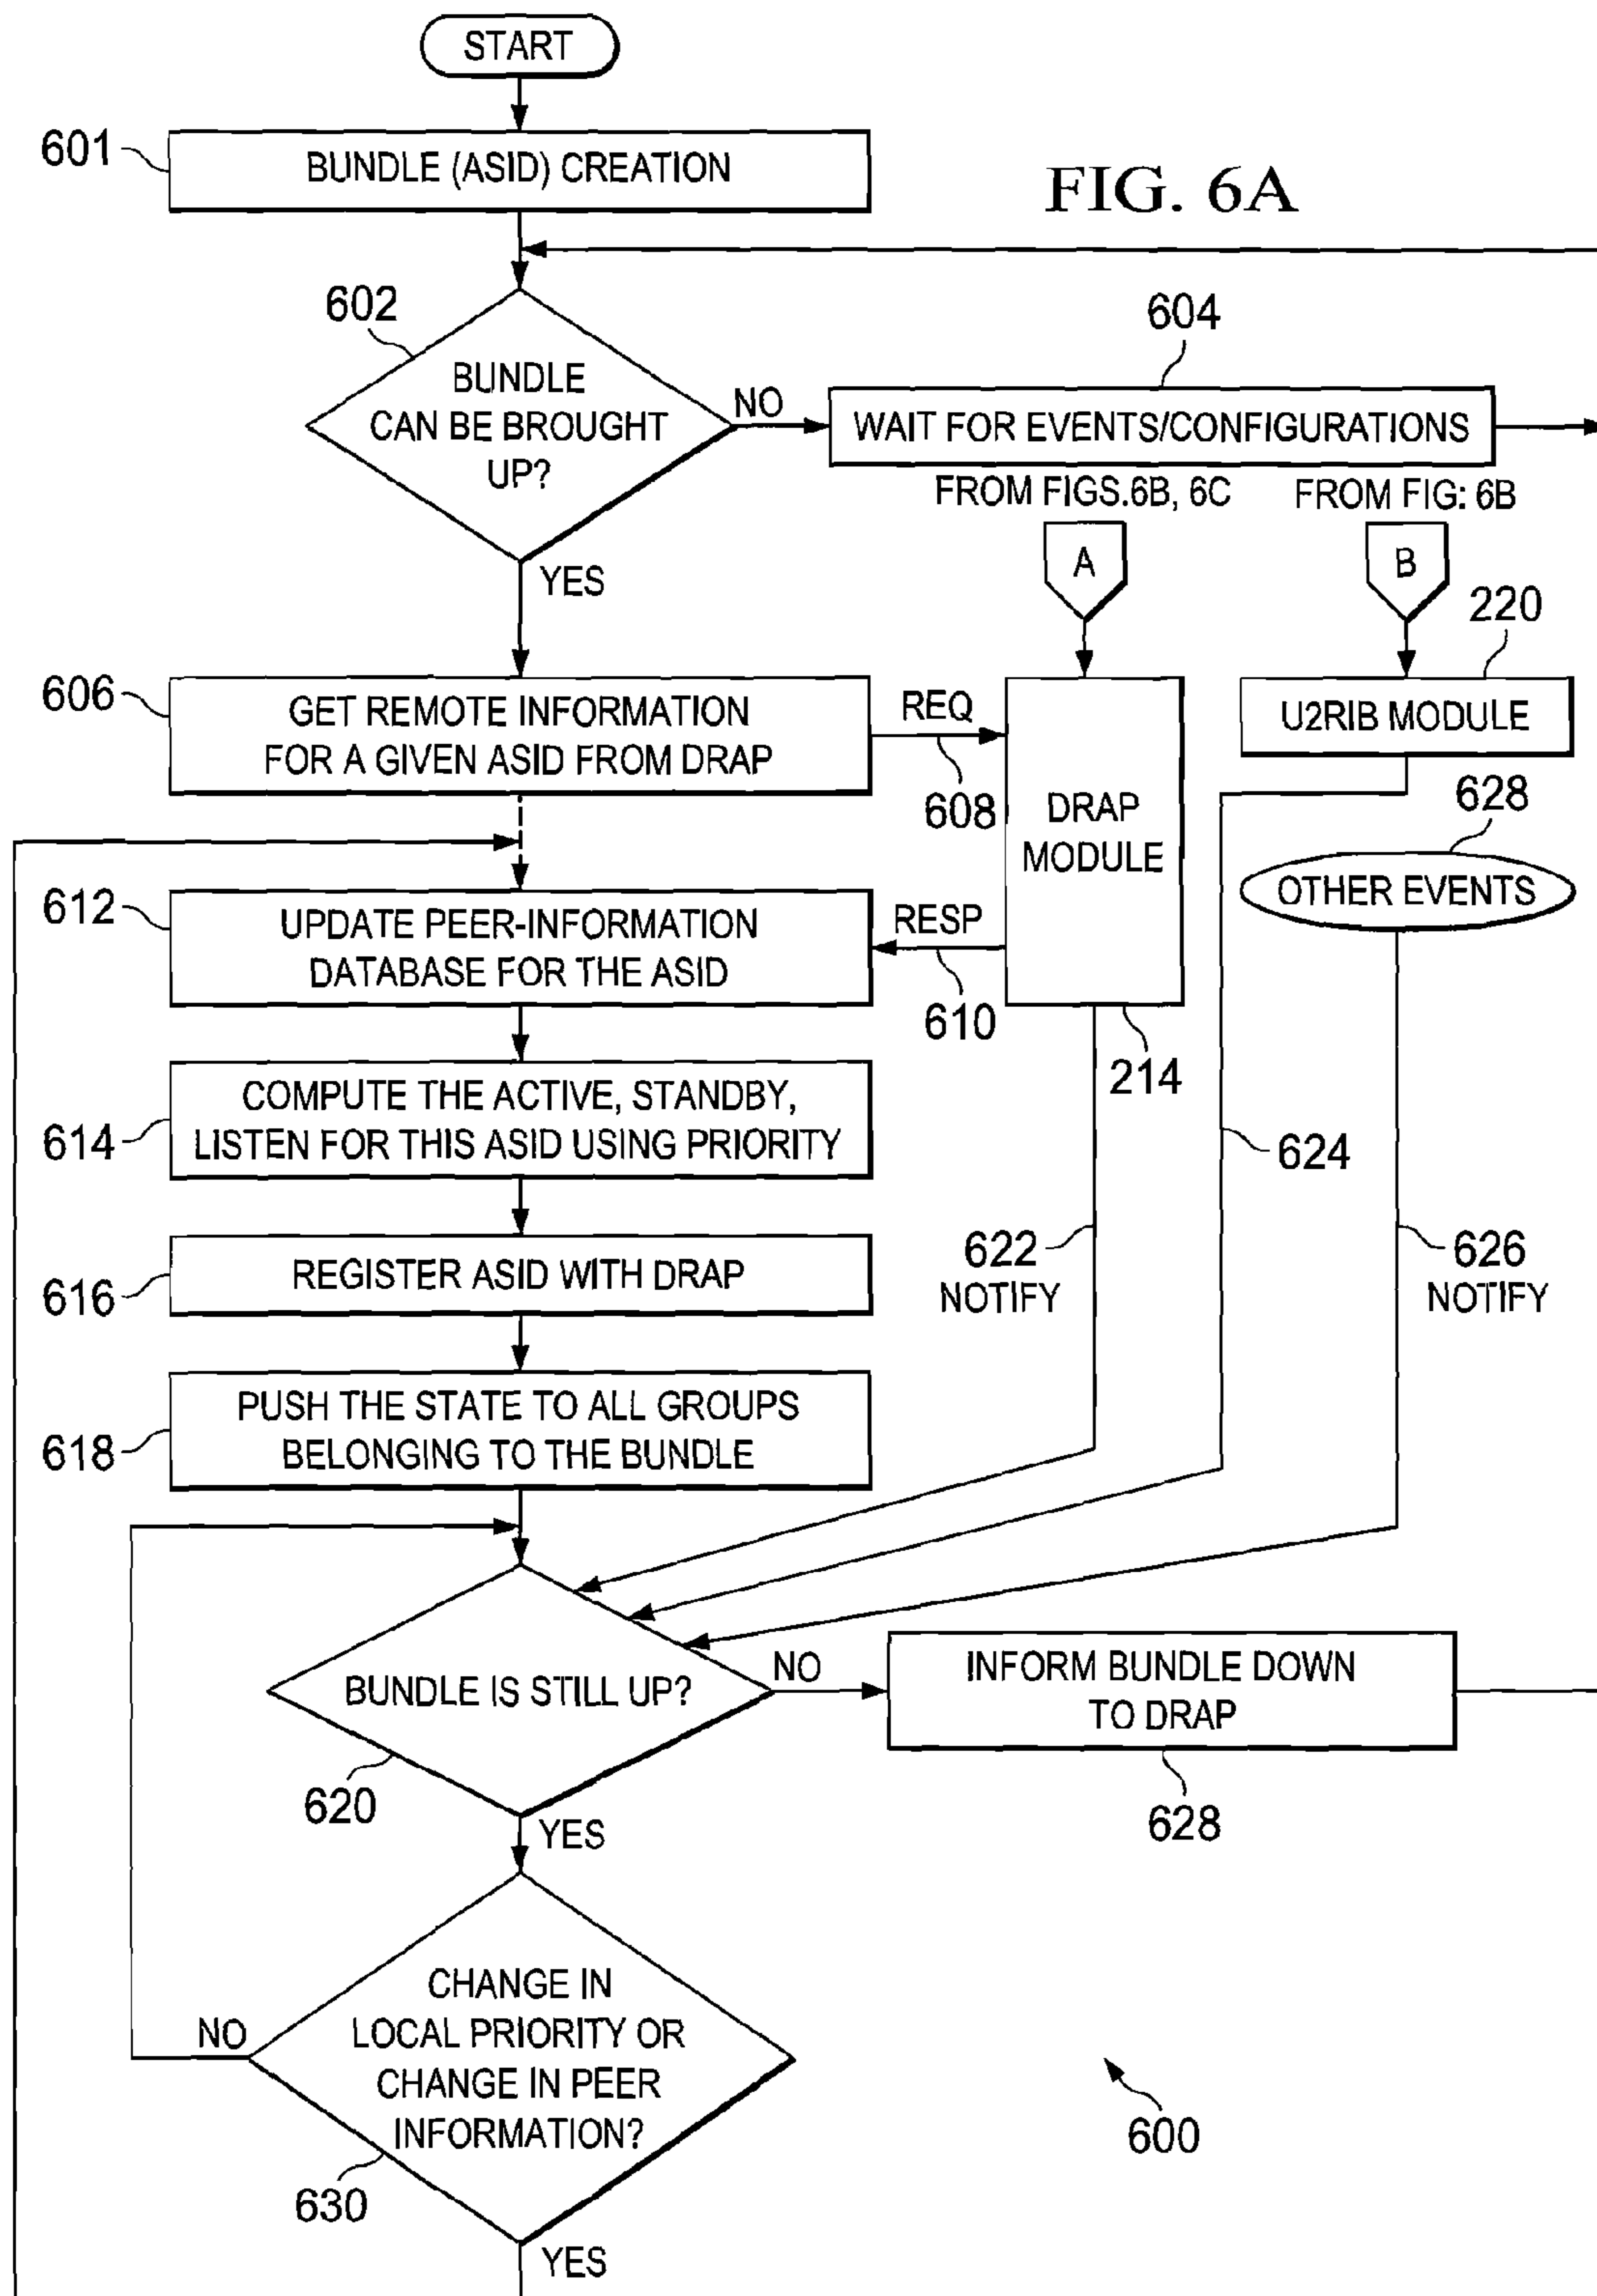 START
601
BUNDLE (ASID) CREATION
FIG. 6A
602
BUNDLE
CAN BE BROUGHT
UP?
NO
604
WAIT FOR EVENTS/CONFIGURATIONS
FROM FIGS.6B, 6C
FROM FIG: 6B
A
B
YES
220
606
GET REMOTE INFORMATION
FOR A GIVEN ASID FROM DRAP
REQ
608
U2RIB MODULE
DRAP
MODULE
628
OTHER EVENTS
612
UPDATE PEER-INFORMATION
DATABASE FOR THE ASID
RESP
610
214
614
COMPUTE THE ACTIVE, STANDBY,
LISTEN FOR THIS ASID USING PRIORITY
624
616
REGISTER ASID WITH DRAP
622
NOTIFY
626
NOTIFY
618
PUSH THE STATE TO ALL GROUPS
BELONGING TO THE BUNDLE
BUNDLE IS STILL UP?
NO
INFORM BUNDLE DOWN
TO DRAP
620
628
YES
CHANGE IN
LOCAL PRIORITY OR
CHANGE IN PEER
INFORMATION?
NO
600
630
YES